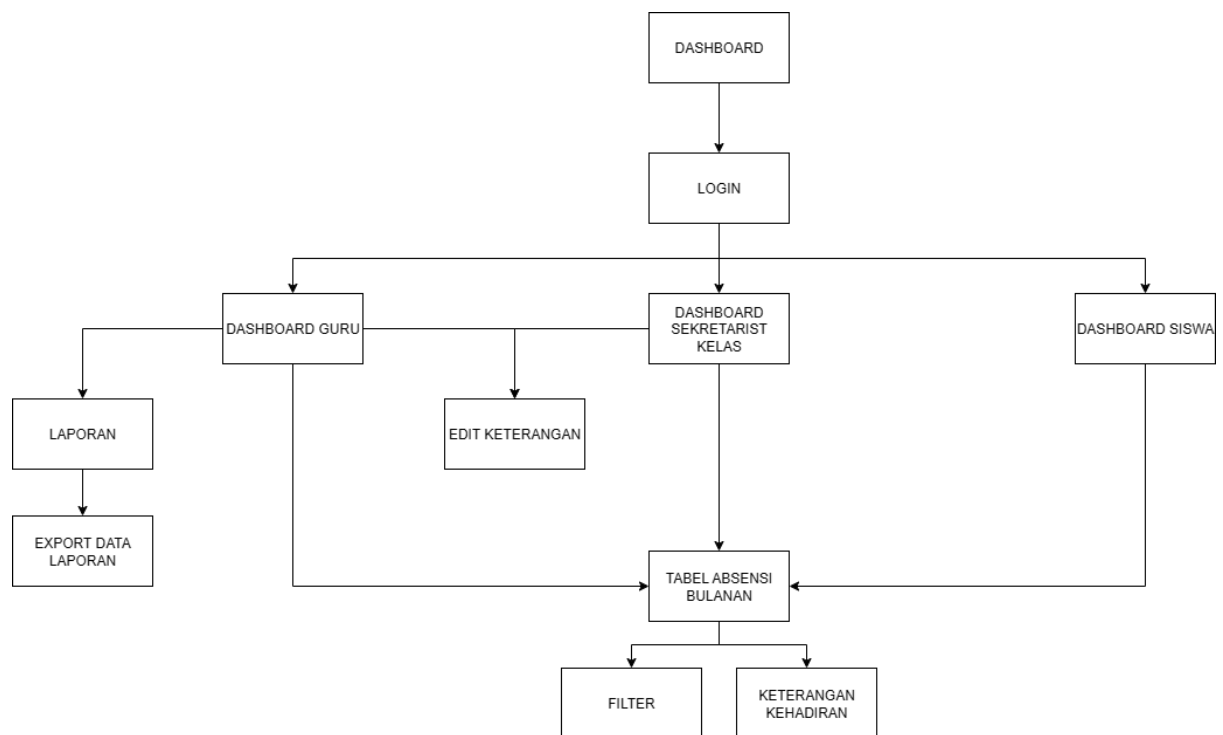 DASHBOARD
LOGIN
DASHBOARD GURU
DASHBOARD
SEKRETARIST
KELAS
DASHBOARD SISWA
LAPORAN
EDIT KETERANGAN
EXPORT DATA
LAPORAN
TABEL ABSENSI
BULANAN
FILTER
KETERANGAN
KEHADIRAN